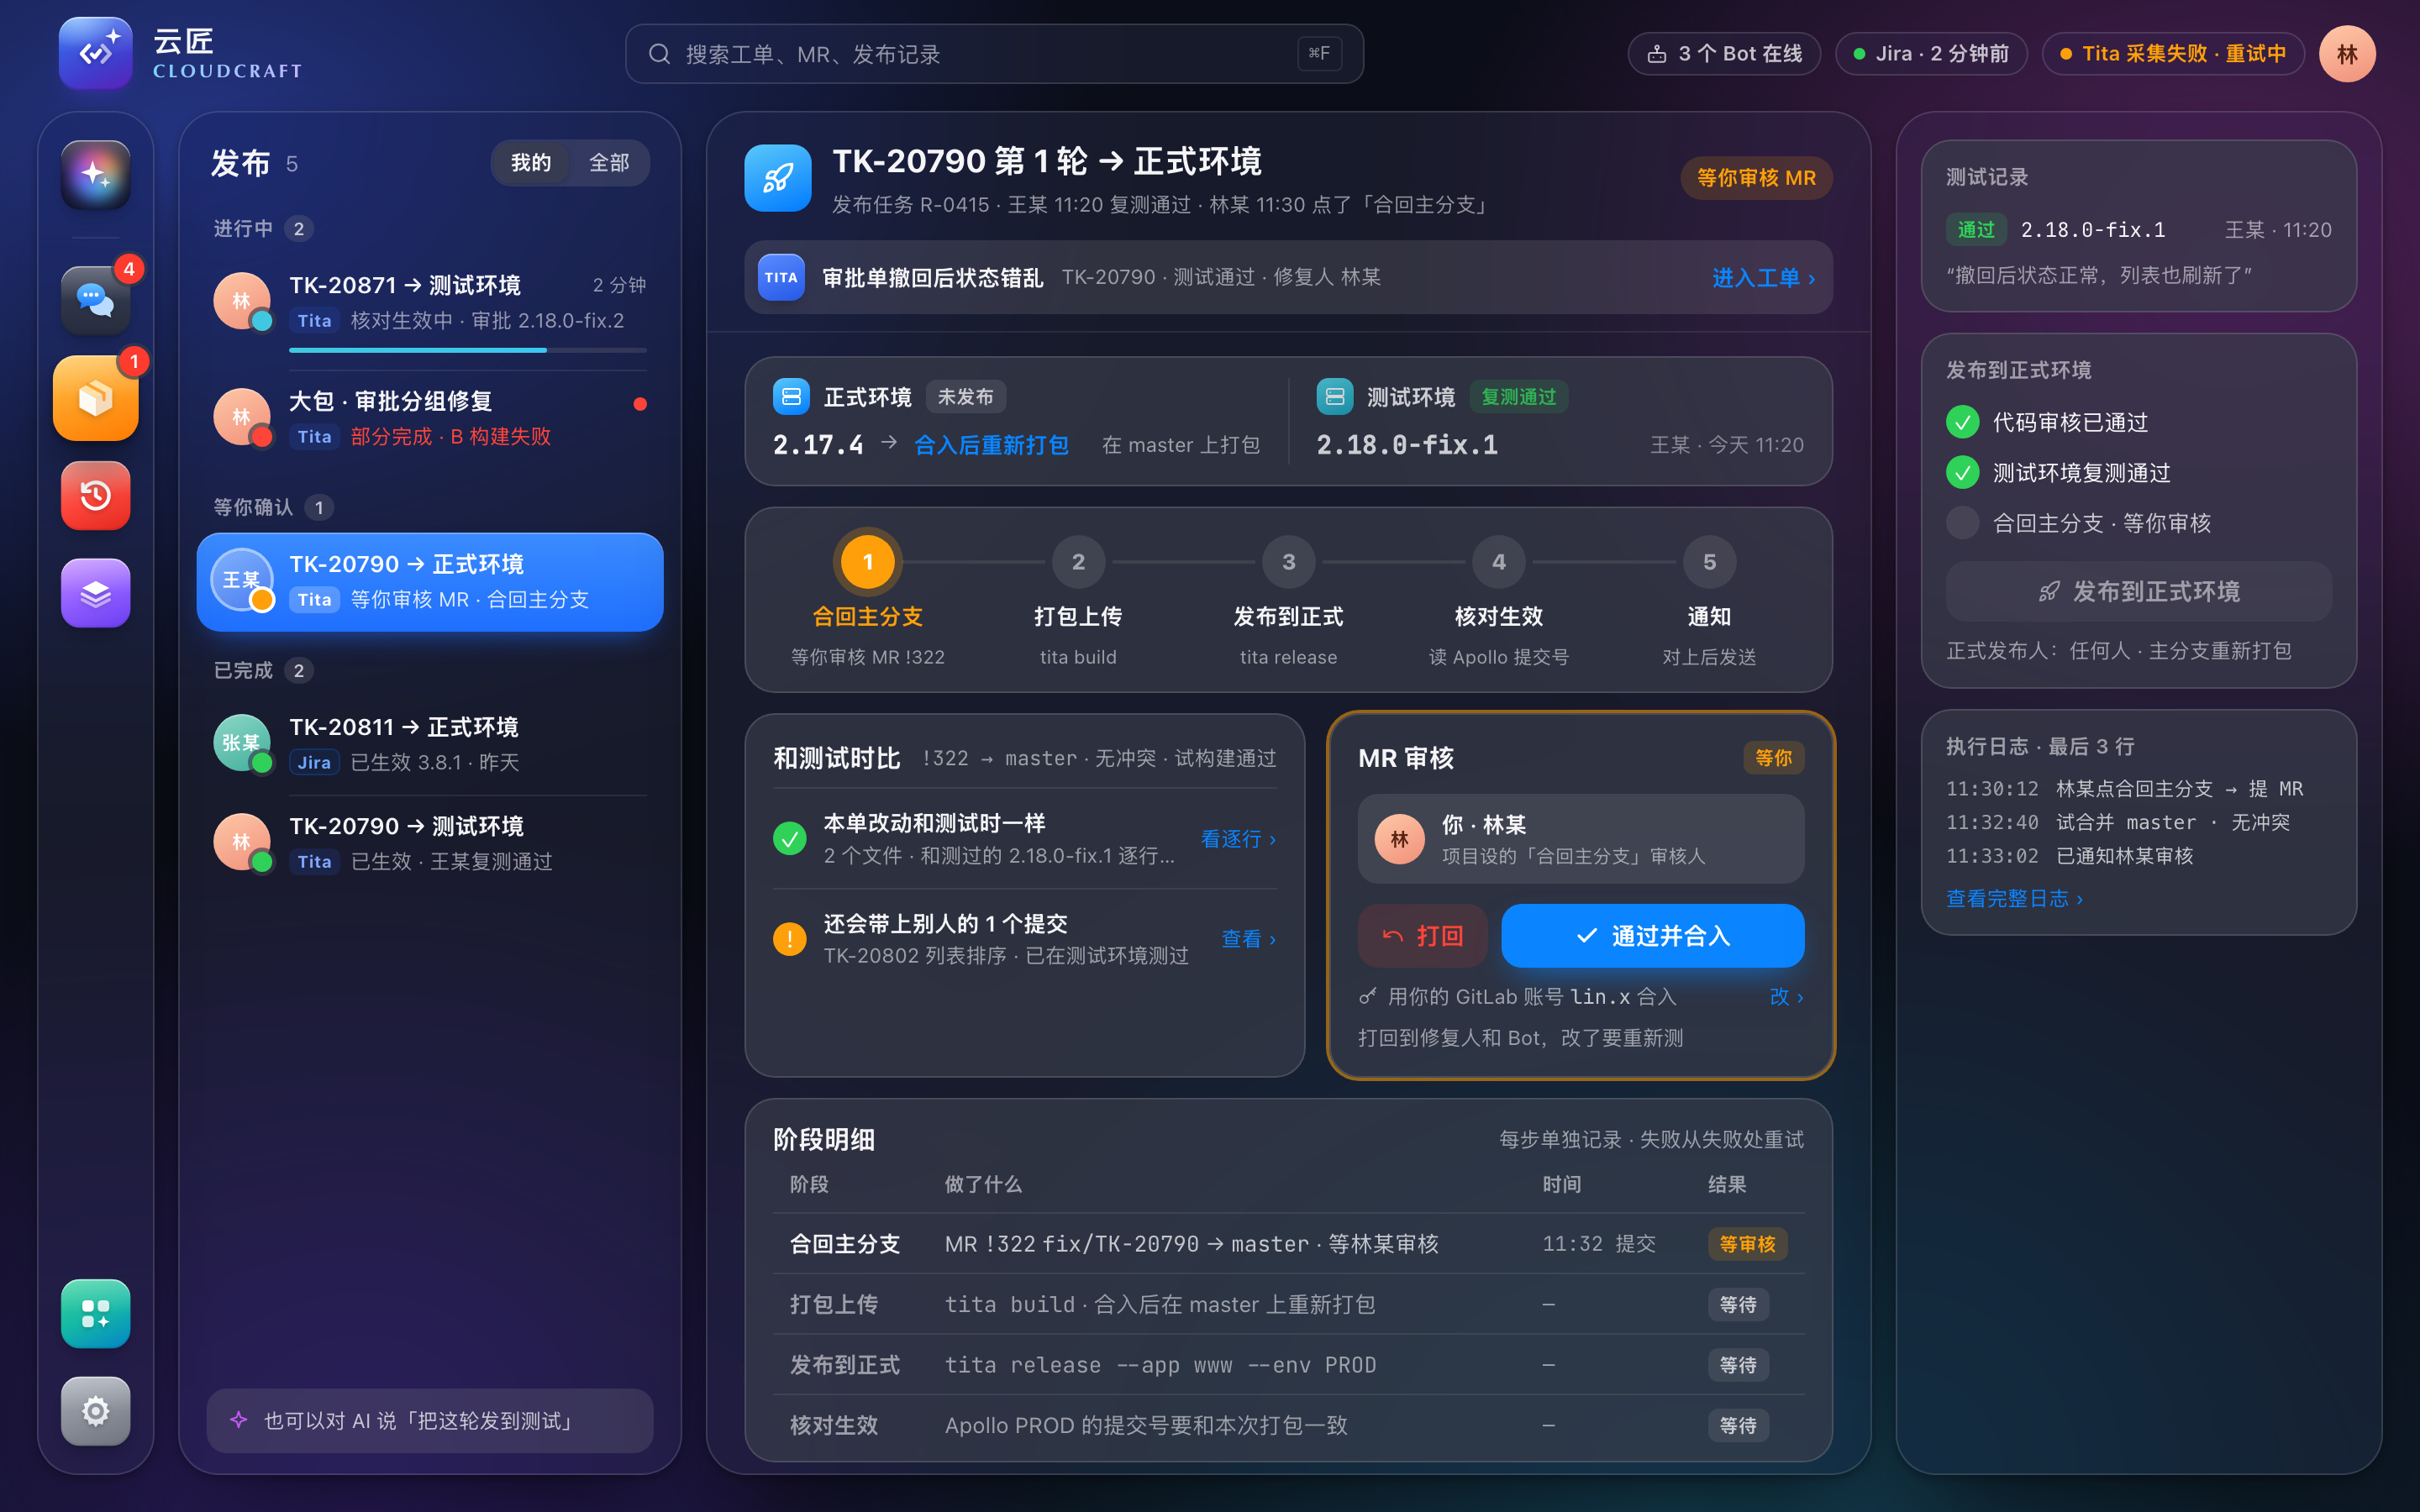 云匠
CLOUDCRAFT
搜索工单、MR、发布记录
⌘F
3 个 Bot 在线
Jira · 2 分钟前
Tita 采集失败 · 重试中
林
4
1
发布 5
我的
全部
进行中 2
林
TK-20871 → 测试环境
2 分钟
Tita 核对生效中 · 审批 2.18.0-fix.2
林
大包 · 审批分组修复
Tita 部分完成 · B 构建失败
等你确认 1
王某
TK-20790 → 正式环境
Tita 等你审核 MR · 合回主分支
已完成 2
张某
TK-20811 → 正式环境
Jira 已生效 3.8.1 · 昨天
林
TK-20790 → 测试环境
Tita 已生效 · 王某复测通过
也可以对 AI 说「把这轮发到测试」
TK-20790 第 1 轮 → 正式环境
发布任务 R-0415 · 王某 11:20 复测通过 · 林某 11:30 点了「合回主分支」
等你审核 MR
TITA 审批单撤回后状态错乱 TK-20790 · 测试通过 · 修复人 林某
进入工单 ›
正式环境 未发布
2.17.4 → 合入后重新打包 在 master 上打包
测试环境 复测通过
2.18.0-fix.1 王某 · 今天 11:20
1
2
3
4
5
合回主分支
打包上传
发布到正式
核对生效
通知
等你审核 MR !322
tita build
tita release
读 Apollo 提交号
对上后发送
和测试时比 !322 → master · 无冲突 · 试构建通过
本单改动和测试时一样
2 个文件 · 和测过的 2.18.0-fix.1 逐行...
看逐行 ›
还会带上别人的 1 个提交
TK-20802 列表排序 · 已在测试环境测过
查看 ›
MR 审核
等你
林
你 · 林某
项目设的「合回主分支」审核人
打回
通过并合入
用你的 GitLab 账号 lin.x 合入
改 ›
打回到修复人和 Bot，改了要重新测
阶段明细
每步单独记录 · 失败从失败处重试
阶段 做了什么 时间 结果
合回主分支 MR !322 fix/TK-20790 → master · 等林某审核 11:32 提交 等审核
打包上传 tita build · 合入后在 master 上重新打包 — 等待
发布到正式 tita release --app www --env PROD — 等待
核对生效 Apollo PROD 的提交号要和本次打包一致 — 等待
测试记录
通过 2.18.0-fix.1 王某 · 11:20
“撤回后状态正常，列表也刷新了”
发布到正式环境
代码审核已通过
测试环境复测通过
合回主分支 · 等你审核
发布到正式环境
正式发布人：任何人 · 主分支重新打包
执行日志 · 最后 3 行
11:30:12 林某点合回主分支 → 提 MR
11:32:40 试合并 master · 无冲突
11:33:02 已通知林某审核
查看完整日志 ›